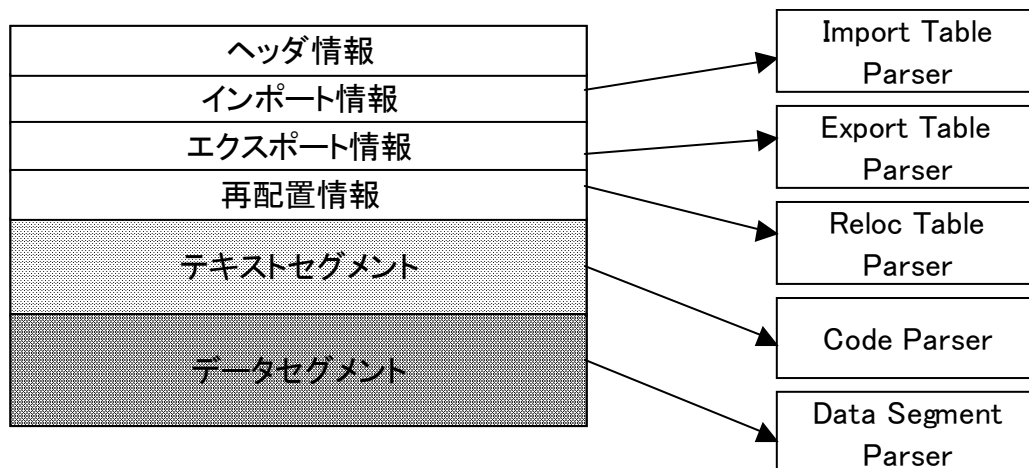 ヘッダ情報
インポート情報
エクスポート情報
再配置情報
テキストセグメント
データセグメント
Import Table
Parser
Export Table
Parser
Reloc Table
Parser
Code Parser
Data Segment
Parser